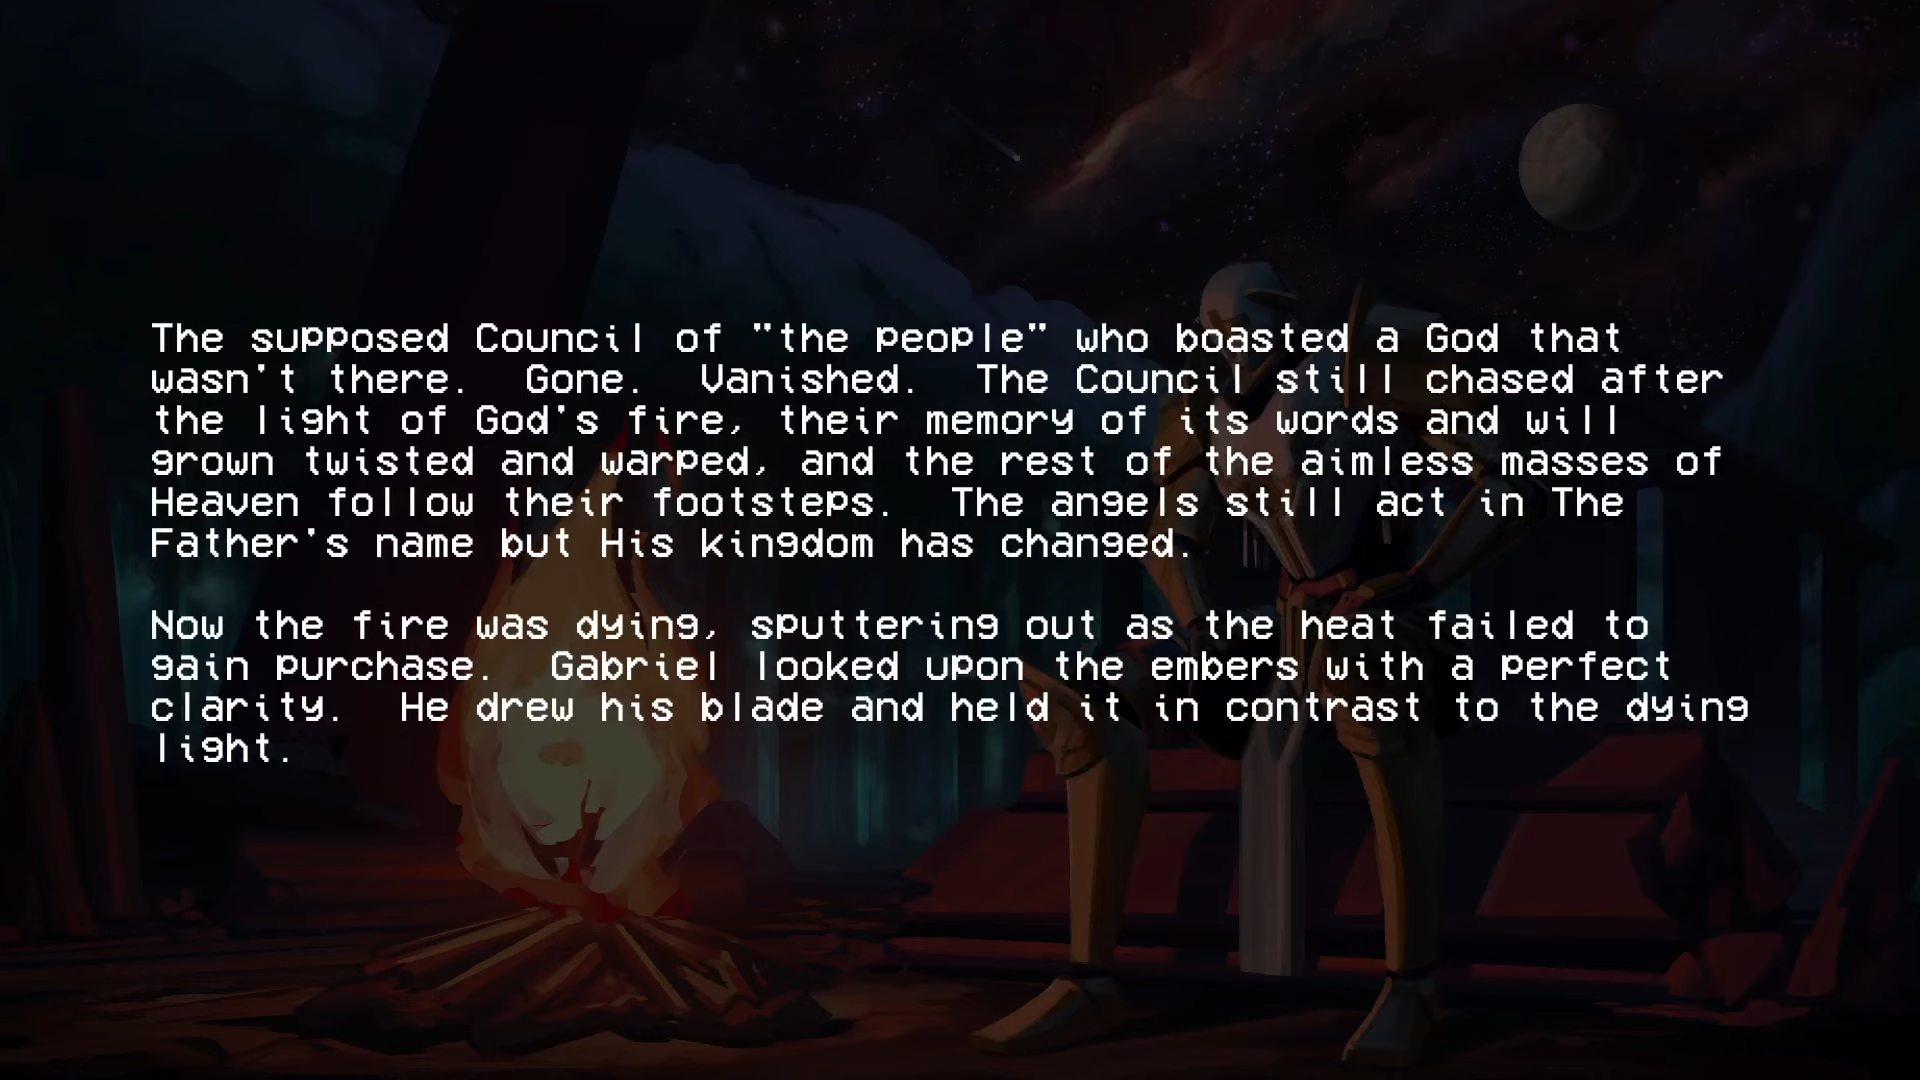 The supposed Council of "the people" who boasted a God that
wasn't there.  Gone.  Vanished.  The Council still chased after
the light of God's fire, their memory of its words and will
grown twisted and warped, and the rest of the aimless masses of
Heaven follow their footsteps.  The angels still act in The
Father's name but His kingdom has changed.
Now the fire was dying, sputtering out as the heat failed to
gain purchase.  Gabriel looked upon the embers with a perfect
clarity.  He drew his blade and held it in contrast to the dying
light.